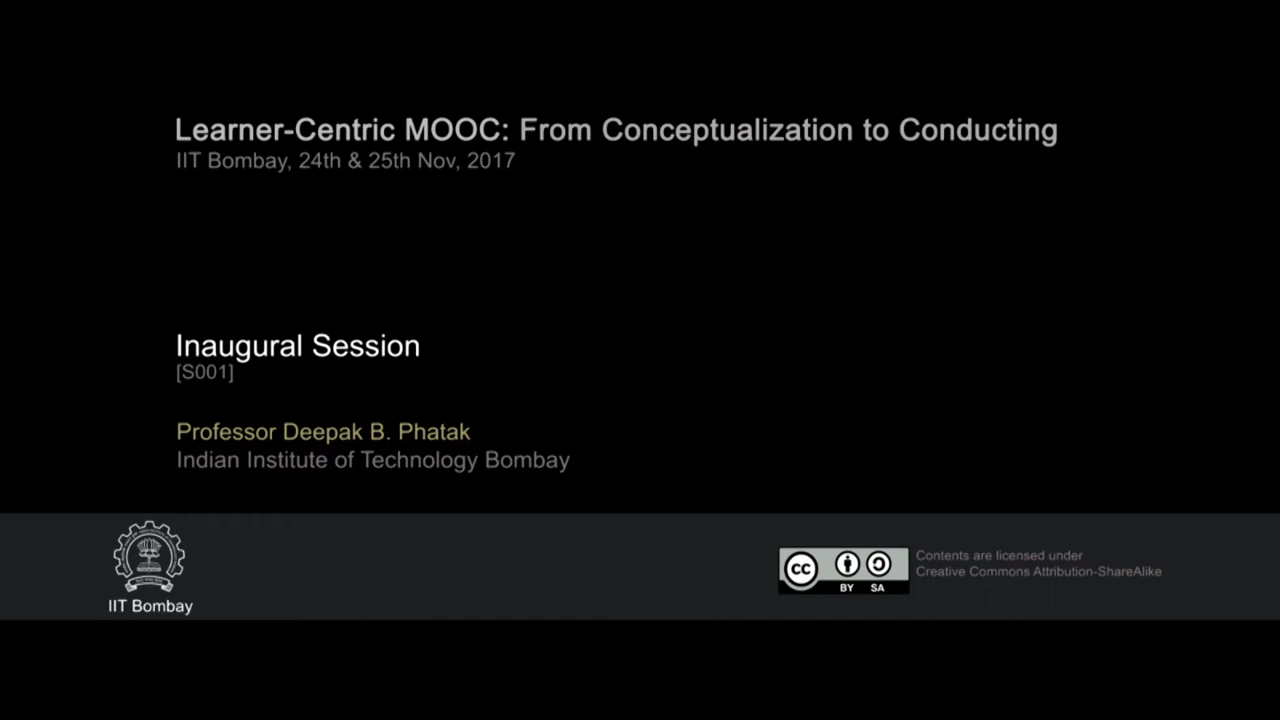 Learner-Centric MOOC: From Conceptualization to Conducting
IIT Bombay, 24th & 25th Nov, 2017
Inaugural Session
[S001]
Professor Deepak B. Phatak
Indian Institute of Technology Bombay
IIT Bombay
cc
BY SA
Contents are licensed under
Creative Commons Attribution-ShareAlike